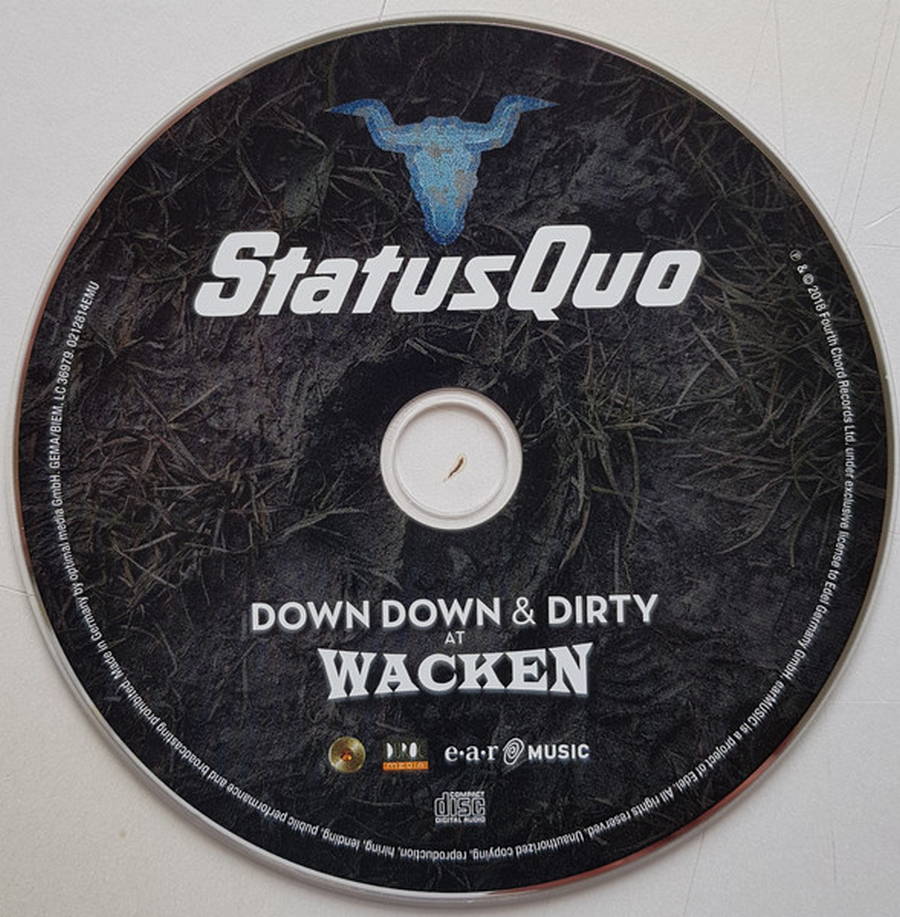 StatusQuo
DOWN DOWN & DIRTY
AT
WACKEN
e·a·r MUSIC
MEDIA
COMPACT
disc
DIGITAL AUDIO
℗ & © 2018 Fourth Chord Records Ltd. under exclusive license to Edel Germany GmbH. earMUSIC is a project of Edel. All rights reserved. Unauthorized copying, reproduction, hiring, lending, public performance and broadcasting prohibited. Made in Germany by optimal media GmbH. GEMA/BIEM. LC 36979. 0212814EMU